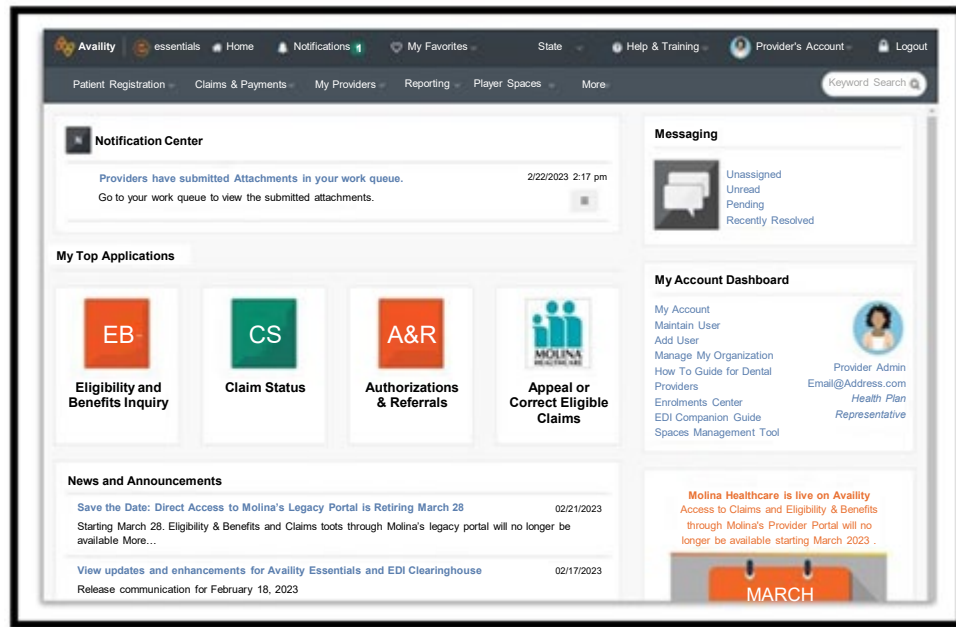 Availity essentials Home Notifications My Favorites State Help & Training Provider's Account Logout
Patient Registration Claims & Payments My Providers Reporting Player Spaces More Keyword Search
N Notification Center
Providers have submitted Attachments in your work queue. 2/22/2023 2:17 pm
Go to your work queue to view the submitted attachments.
Messaging
Unassigned
Unread
Pending
Recently Resolved
My Top Applications
EB
Eligibility and
Benefits Inquiry
CS
Claim Status
A&R
Authorizations
& Referrals
MOLINA
HEALTHCARE
Appeal or
Correct Eligible
Claims
My Account Dashboard
My Account
Maintain User
Add User
Manage My Organization
How To Guide for Dental
Providers
Enrolments Center
EDI Companion Guide
Spaces Management Tool
Provider Admin
Email@Address.com
Health Plan
Representative
News and Announcements
Save the Date: Direct Access to Molina's Legacy Portal is Retiring March 28 02/21/2023
Starting March 28. Eligibility & Benefits and Claims toots through Molina's legacy portal will no longer be
available More…
View updates and enhancements for Availity Essentials and EDI Clearinghouse 02/17/2023
Release communication for February 18, 2023
Molina Healthcare is live on Availity
Access to Claims and Eligibility & Benefits
through Molina's Provider Portal will no
longer be available starting March 2023 .
MARCH